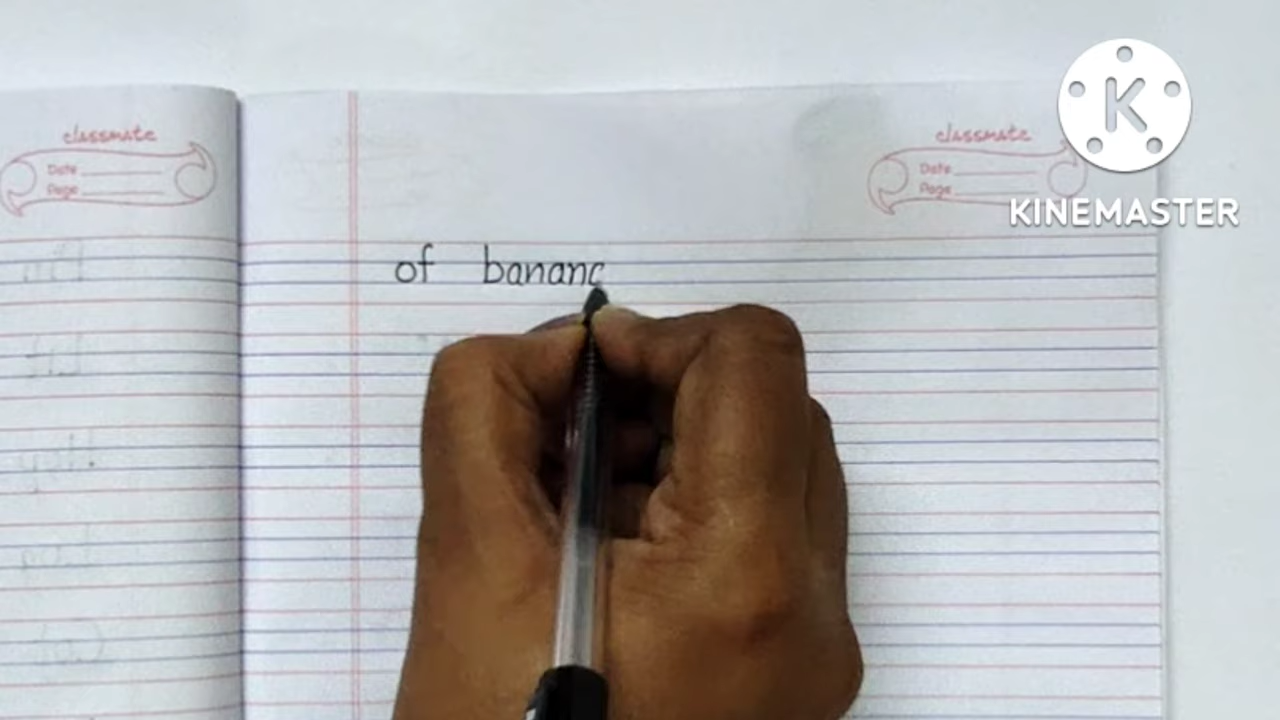 classmate
Date
Page
classmate
Date
Page
KINEMASTER
of banan